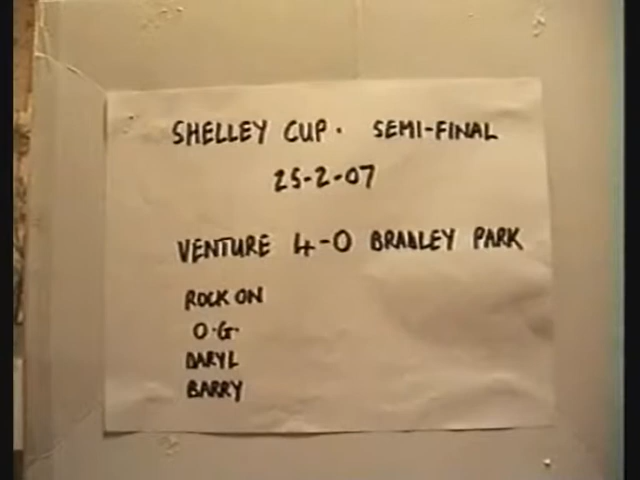 SHELLEY CUP. SEMI-FINAL
25-2-07
VENTURE 4-0 BRADLEY PARK
ROCK ON
O.G.
DARYL
BARRY